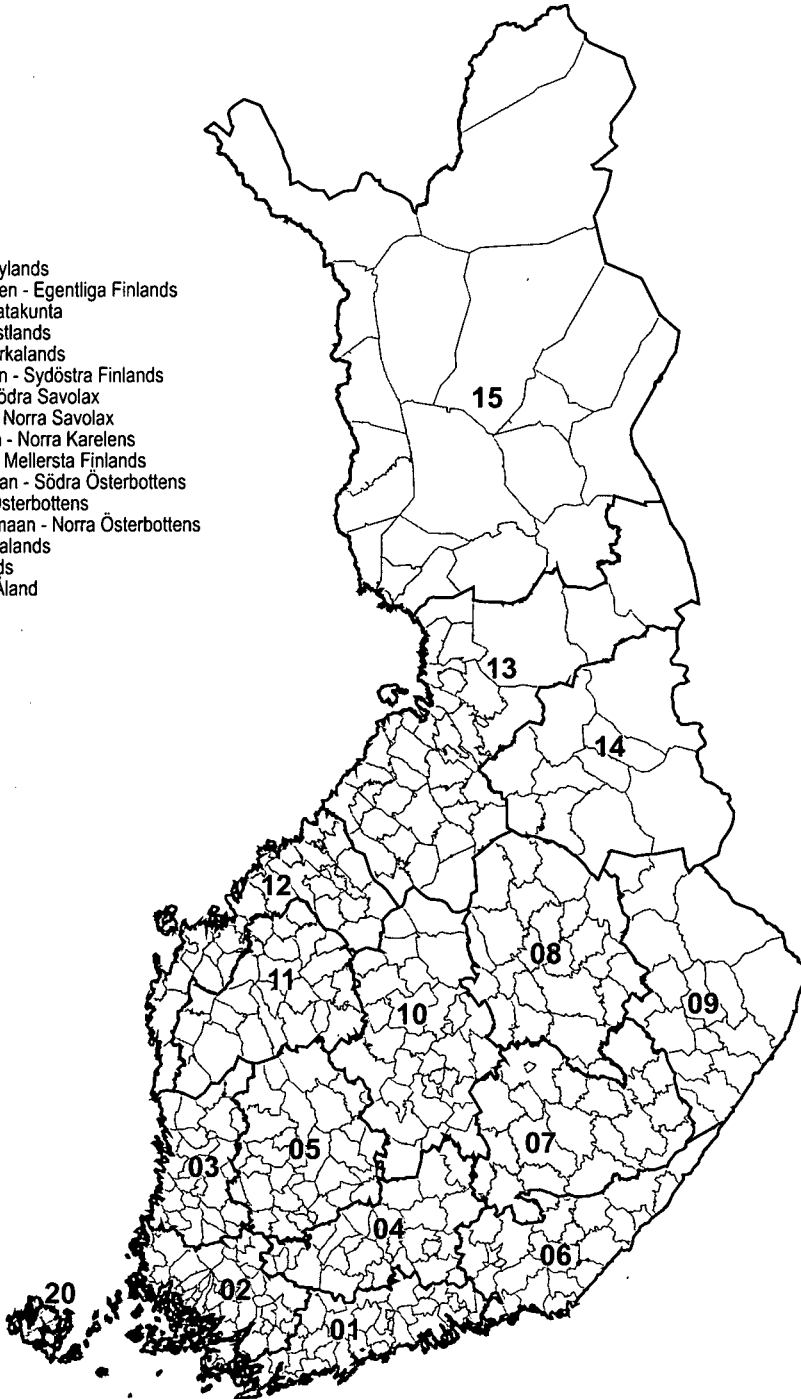 ylands
en - Egentliga Finlands
atakunta
stlands
rkalands
n - Sydöstra Finlands
ödra Savolax
Norra Savolax
- Norra Karelens
Mellersta Finlands
an - Södra Österbottens
Österbottens
maan - Norra Österbottens
alands
ds
Åland
15
13
14
12
08
11
09
10
07
05
03
04
06
20
02
01